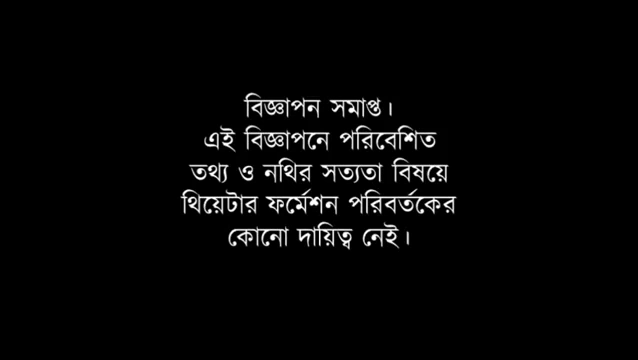 বিজ্ঞাপন সমাপ্ত।
এই বিজ্ঞাপনে পরিবেশিত
তথ্য ও নথির সত্যতা বিষয়ে
থিয়েটার ফর্মেশন পরিবর্তকের
কোনো দায়িত্ব নেই।